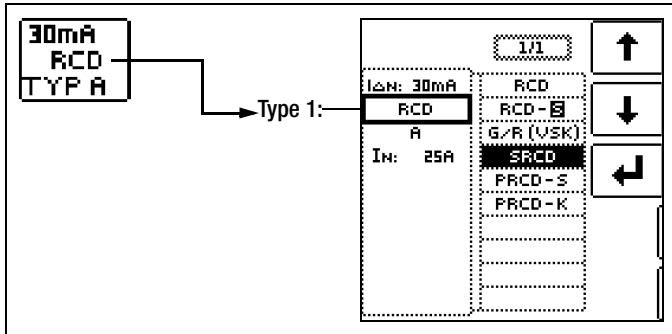 30mA
RCD
TYP A
Type 1:
1/1
I△N: 30mA
RCD
A
IN: 25A
RCD
RCD-S
G/R (VSK)
SRCD
PRCD-S
PRCD-K